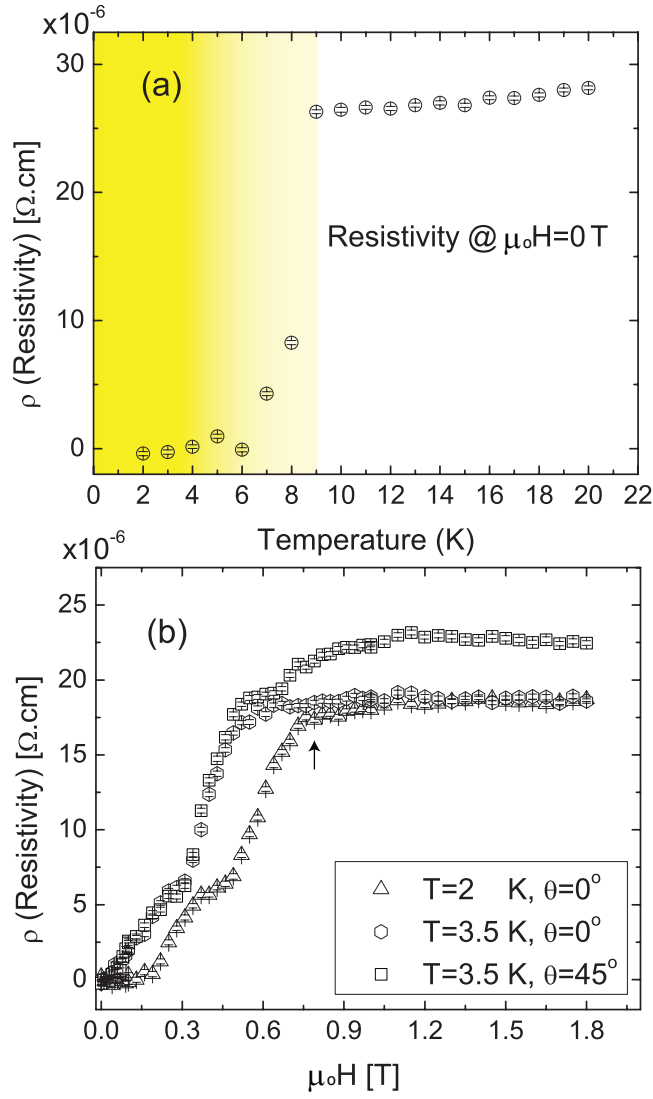 x10⁻⁶
30
20
10
0
ρ (Resistivity) [Ω.cm]
(a)
Resistivity @ μₒH=0 T
0 2 4 6 8 10 12 14 16 18 20 22
Temperature (K)
x10⁻⁶
25
20
15
10
5
0
ρ (Resistivity) [Ω.cm]
(b)
T=2 K, θ=0°
T=3.5 K, θ=0°
T=3.5 K, θ=45°
0.0 0.3 0.6 0.9 1.2 1.5 1.8
μₒH [T]